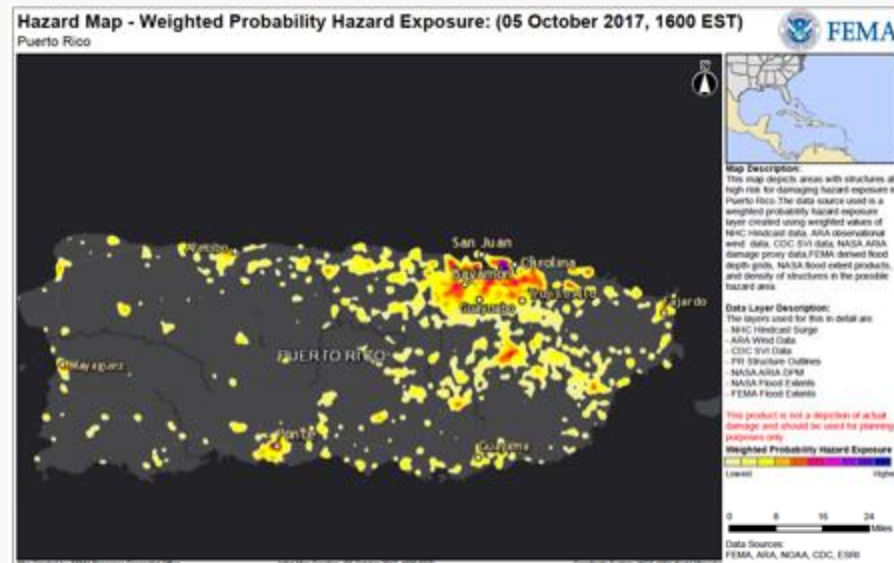 Hazard Map - Weighted Probability Hazard Exposure: (05 October 2017, 1600 EST)
Puerto Rico
FEMA
N
San Juan
Carolina
Bayamon
Trujillo Alto
Guaynabo
Arecibo
Fajardo
PUERTO RICO
Mayaguez
Ponce
Guayama
Map Description:
This map depicts areas with structures at
high risk for damaging hazard exposure in
Puerto Rico. The data source used is a
weighted probability hazard exposure
layer created using weighted values of
NHC Hindcast data, ARA observational
wind data, CDC SVI data, NASA ARIA
damage proxy data, FEMA derived flood
depth grids, NASA flood extent products,
and density of structures in the possible
hazard area
Data Layer Description:
The layers used for this in detail are:
- NHC Hindcast Surge
- ARA Wind Data
- CDC SVI Data
- PR Structure Outlines
- NASA ARIA DPM
- NASA Flood Extents
- FEMA Flood Extents
This product is not a depiction of actual
damage and should be used for planning
purposes only.
Weighted Probability Hazard Exposure
Lowest Highe
0 8 16 24
Miles
Data Sources:
FEMA, ARA, NOAA, CDC, ESRI